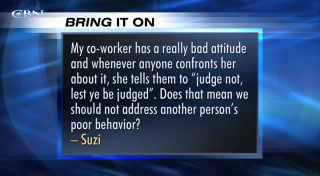 CBN
BRING IT ON
My co-worker has a really bad attitude
and whenever anyone confronts her
about it, she tells them to "judge not,
lest ye be judged". Does that mean we
should not address another person's
poor behavior?
– Suzi